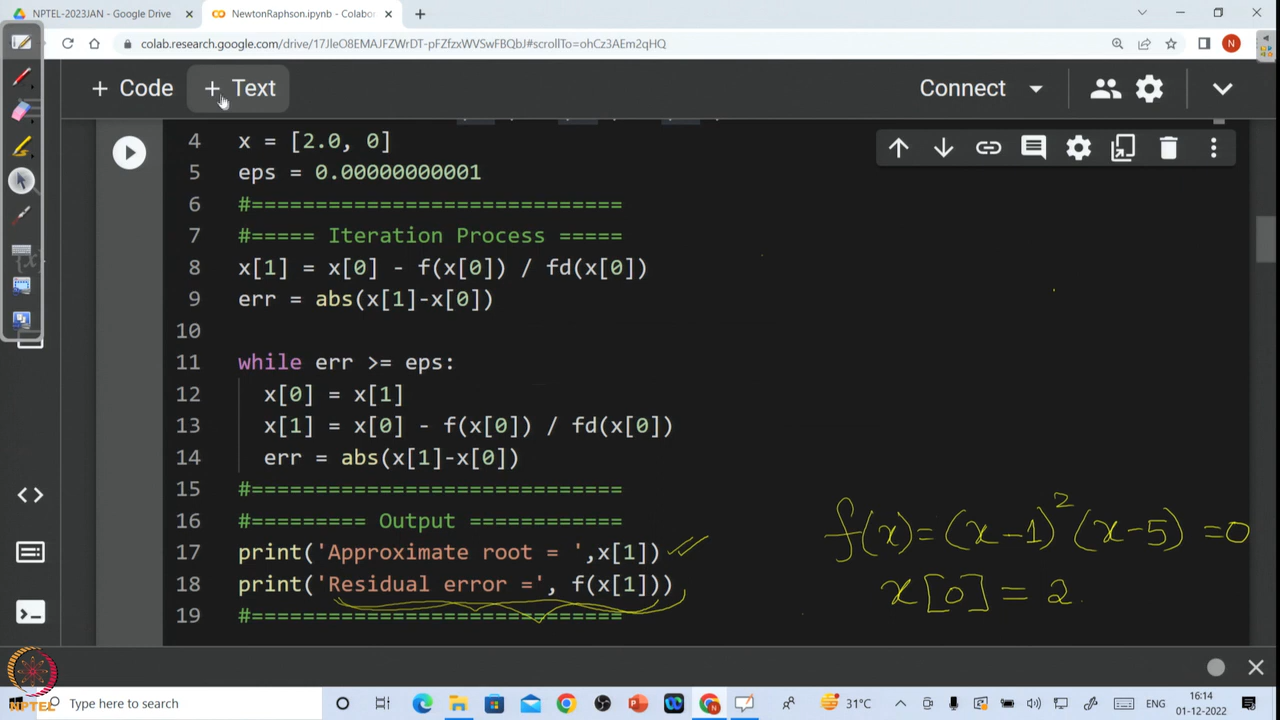 NPTEL-2023JAN - Google Drive
NewtonRaphson.ipynb - Colabor
colab.research.google.com/drive/17JleO8EMAJFZWrDT-pFZfzxWVSwFBQbJ#scrollTo=ohCz3AEm2qHQ
N
+ Code
+ Text
Connect
4 x = [2.0, 0]
5 eps = 0.00000000001
6 #============================
7 #===== Iteration Process =====
8 x[1] = x[0] - f(x[0]) / fd(x[0])
9 err = abs(x[1]-x[0])
10
11 while err >= eps:
12 x[0] = x[1]
13 x[1] = x[0] - f(x[0]) / fd(x[0])
14 err = abs(x[1]-x[0])
15 #============================
16 #========= Output ============
17 print('Approximate root = ',x[1])
18 print('Residual error =', f(x[1]))
19 #============================
f(x)=(x-1)²(x-5)=0
x[0] = 2.
NPTEL
Type here to search
31°C
ENG
16:14
01-12-2022